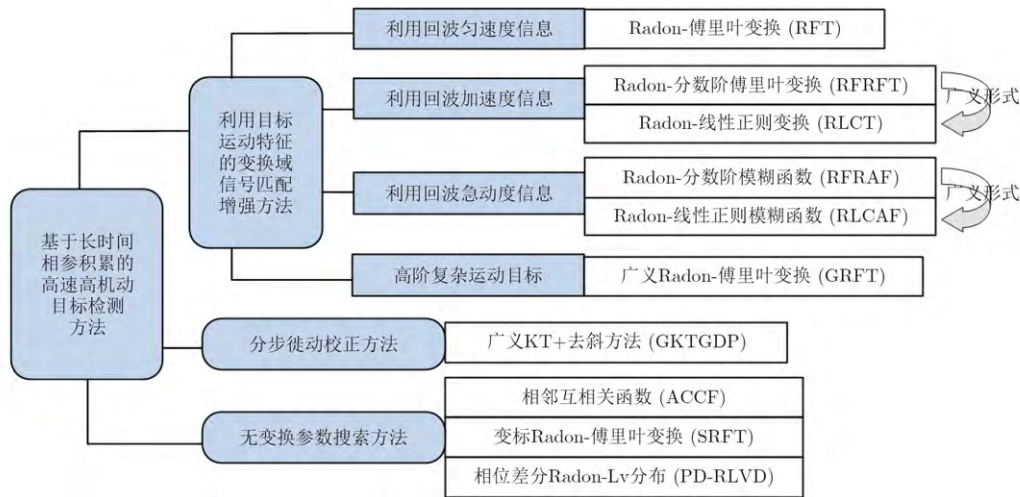 基于长时间
相参积累的
高速高机动
目标检测
方法
利用目标
运动特征
的变换域
信号匹配
增强方法
利用回波匀速度信息
Radon-傅里叶变换 (RFT)
利用回波加速度信息
Radon-分数阶傅里叶变换 (RFRFT)
Radon-线性正则变换 (RLCT)
广义形式
利用回波急动度信息
Radon-分数阶模糊函数 (RFRAF)
Radon-线性正则模糊函数 (RLCAF)
广义形式
高阶复杂运动目标
广义Radon-傅里叶变换 (GRFT)
分步徙动校正方法
广义KT+去斜方法 (GKTGDP)
无变换参数搜索方法
相邻互相关函数 (ACCF)
变标Radon-傅里叶变换 (SRFT)
相位差分Radon-Lv分布 (PD-RLVD)